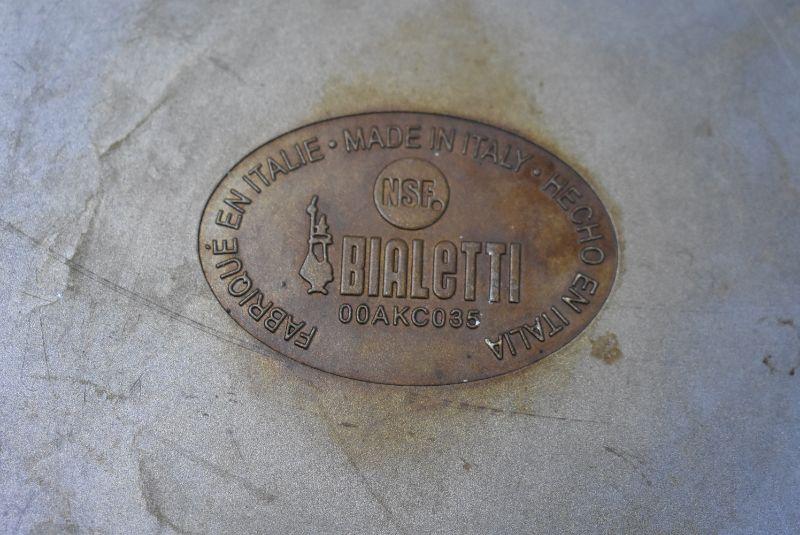 FABRIQUÉ EN ITALIE • MADE IN ITALY • HECHO EN ITALIA
NSF.
BIALETTI
00AKC035